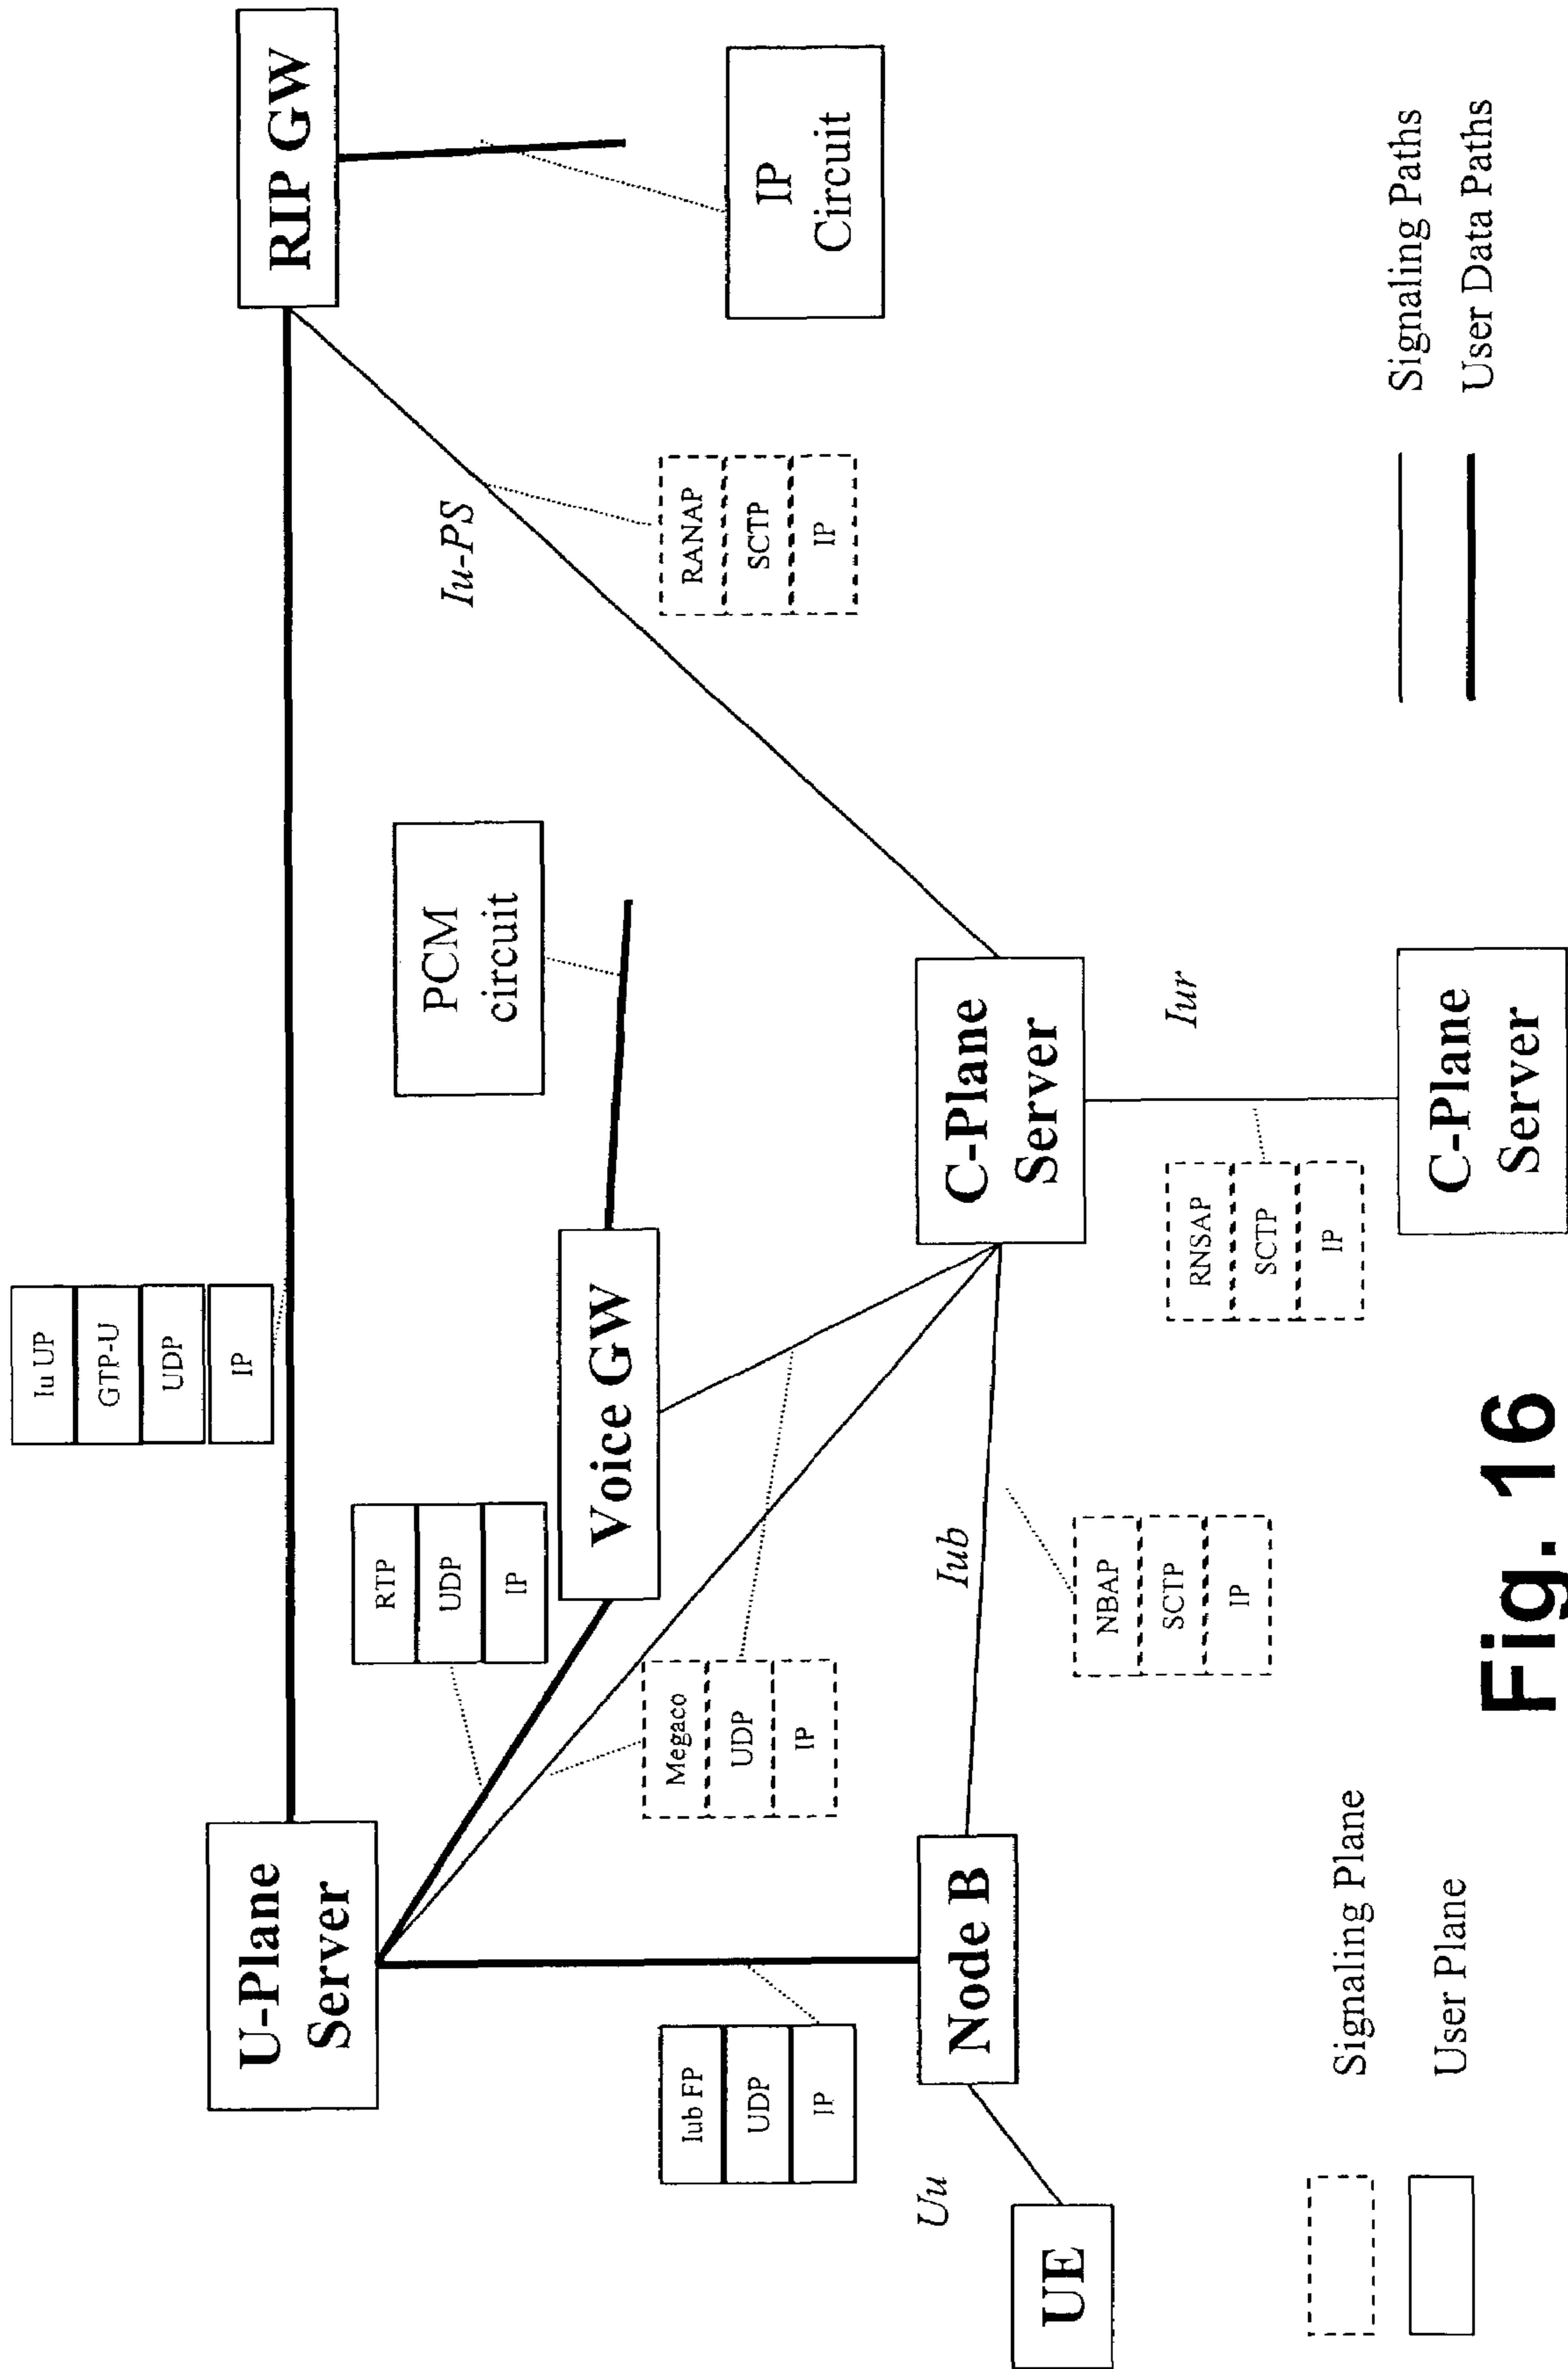 Iu UP
GTP-U
UDP
IP
U-Plane
Server
RIP GW
RTP
UDP
IP
PCM
circuit
Iu-PS
Voice GW
Iub FP
UDP
IP
Megaco
UDP
IP
RANAP
SCTP
IP
IP
Circuit
Uu
Node B
Iub
C-Plane
Server
UE
NBAP
SCTP
IP
RNSAP
SCTP
IP
Iur
Signaling Plane
User Plane
C-Plane
Server
Signaling Paths
User Data Paths
Fig. 16